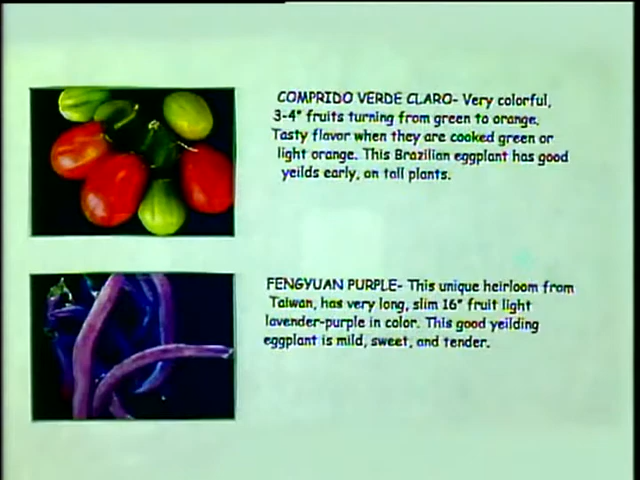 COMPRIDO VERDE CLARO- Very colorful,
3-4" fruits turning from green to orange.
Tasty flavor when they are cooked green or
light orange. This Brazilian eggplant has good
yeilds early, on tall plants.
FENGYUAN PURPLE- This unique heirloom from
Taiwan, has very long, slim 16" fruit light
lavender-purple in color. This good yeilding
eggplant is mild, sweet, and tender.